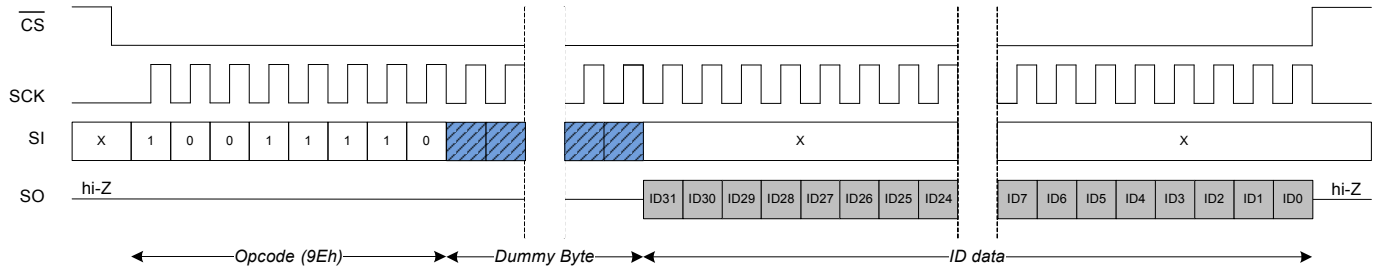 CS
SCK
SI X 1 0 0 1 1 1 1 0 X X
SO hi-Z ID31 ID30 ID29 ID28 ID27 ID26 ID25 ID24 ID7 ID6 ID5 ID4 ID3 ID2 ID1 ID0 hi-Z
Opcode (9Eh) Dummy Byte ID data